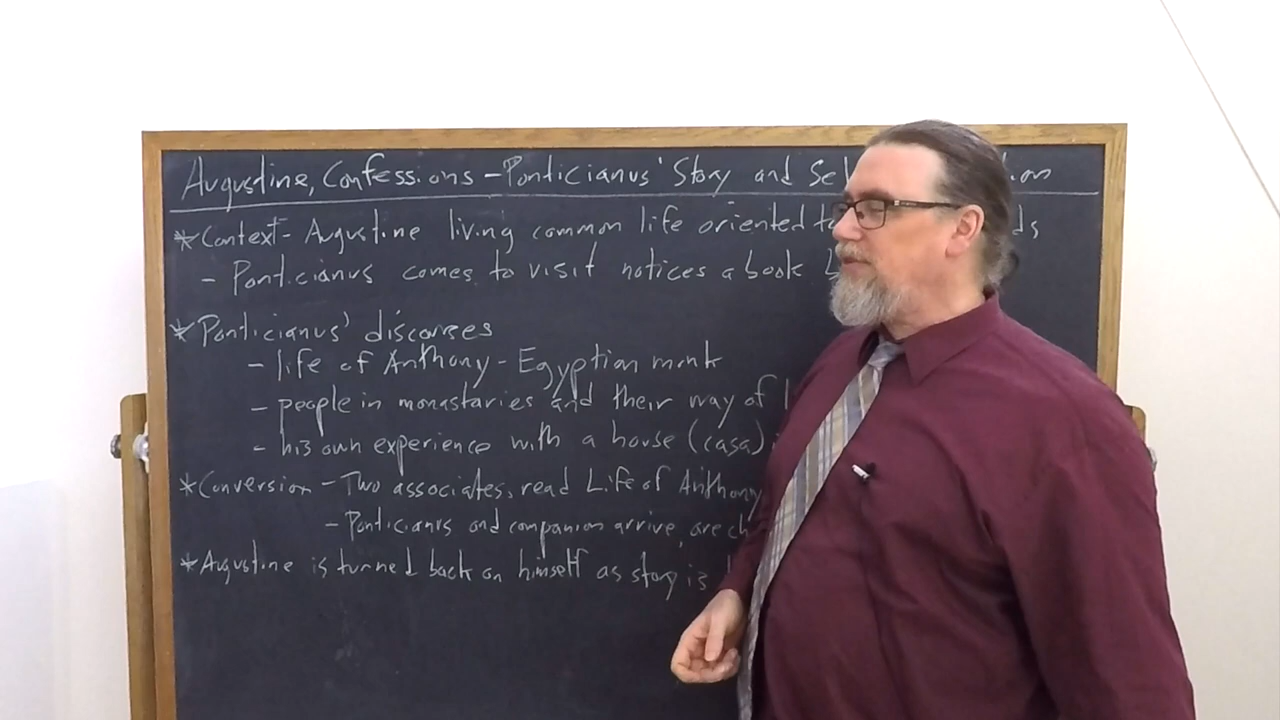 Augustine, Confessions - Ponticianus' Story and
* Context - Augustine living common life oriented
- Ponticianus comes to visit notices a book
* Ponticianus' discourses
- life of Anthony - Egyptian monk
- people in monastaries and their way of
- his own experience with a house (casa)
* Conversion - Two associates, read Life of Anthony
- Ponticianus and companion arrive, are
* Augustine is turned back on himself as story is